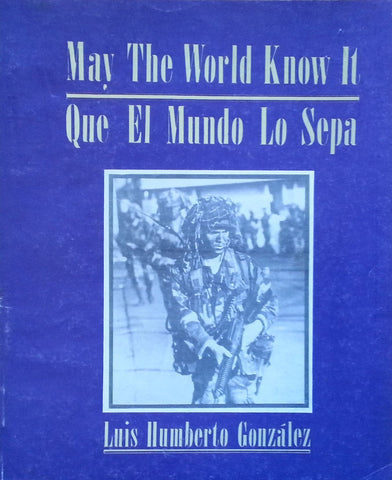 May The World Know It
Que El Mundo Lo Sepa
Luis Humberto González